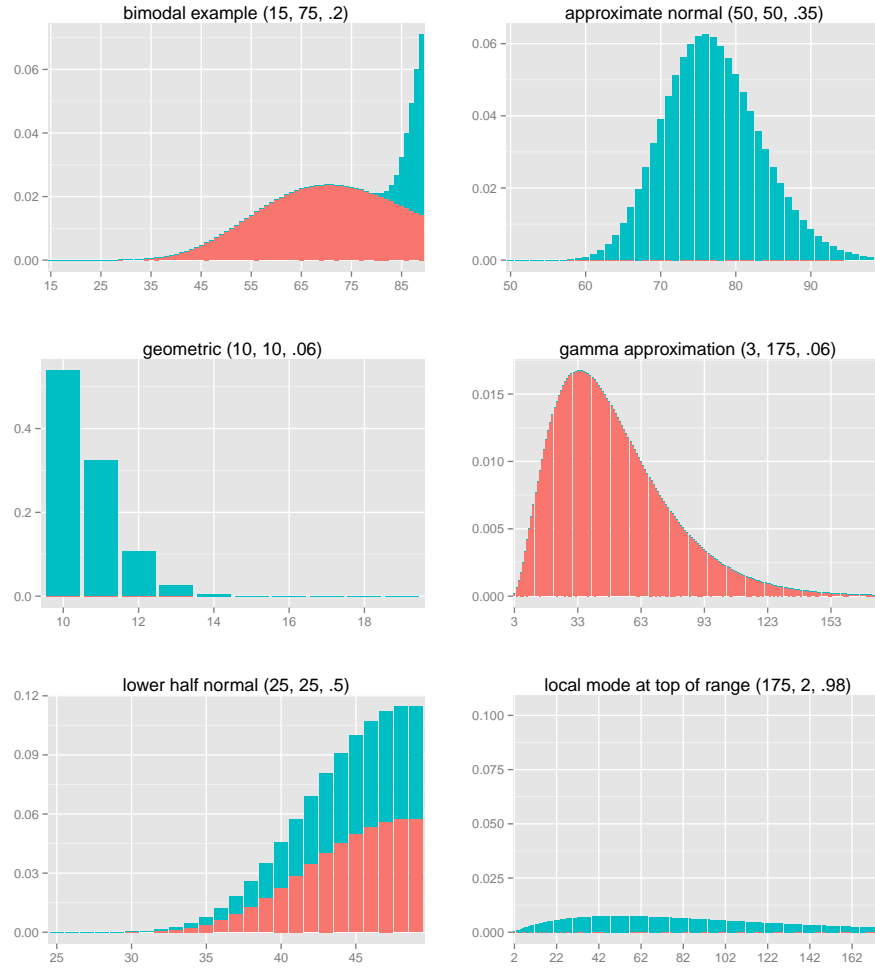 bimodal example (15, 75, .2)
0.06
0.04
0.02
0.00
15 25 35 45 55 65 75 85
approximate normal (50, 50, .35)
0.06
0.04
0.02
0.00
50 60 70 80 90
geometric (10, 10, .06)
0.4
0.2
0.0
10 12 14 16 18
gamma approximation (3, 175, .06)
0.015
0.010
0.005
0.000
3 33 63 93 123 153
lower half normal (25, 25, .5)
0.12
0.09
0.06
0.03
0.00
25 30 35 40 45
local mode at top of range (175, 2, .98)
0.100
0.075
0.050
0.025
0.000
2 22 42 62 82 102 122 142 162